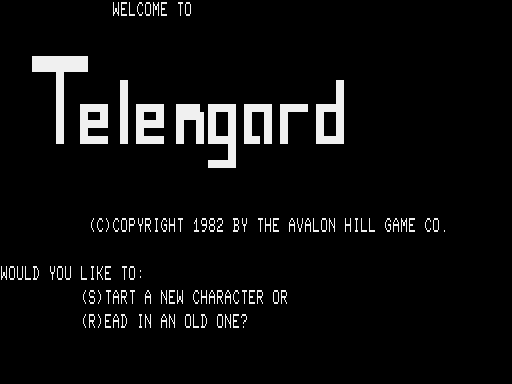 WELCOME TO
Telengard
(C)COPYRIGHT 1982 BY THE AVALON HILL GAME CO.
WOULD YOU LIKE TO:
(S)TART A NEW CHARACTER OR
(R)EAD IN AN OLD ONE?